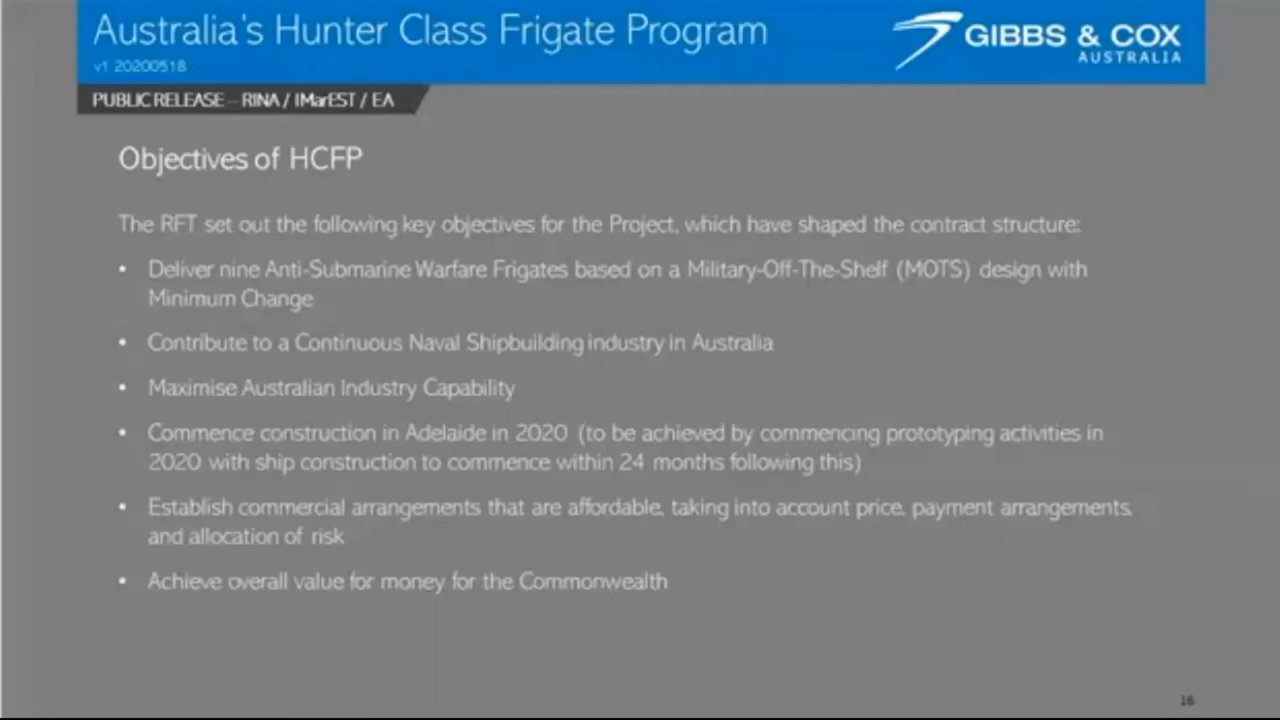 Australia's Hunter Class Frigate Program
v1 20200518
GIBBS & COX
AUSTRALIA
PUBLIC RELEASE – RINA / IMarEST / EA
Objectives of HCFP
The RFT set out the following key objectives for the Project, which have shaped the contract structure:
• Deliver nine Anti-Submarine Warfare Frigates based on a Military-Off-The-Shelf (MOTS) design with
Minimum Change
• Contribute to a Continuous Naval Shipbuilding industry in Australia
• Maximise Australian Industry Capability
• Commence construction in Adelaide in 2020 (to be achieved by commencing prototyping activities in
2020 with ship construction to commence within 24 months following this)
• Establish commercial arrangements that are affordable, taking into account price, payment arrangements,
and allocation of risk
• Achieve overall value for money for the Commonwealth
16